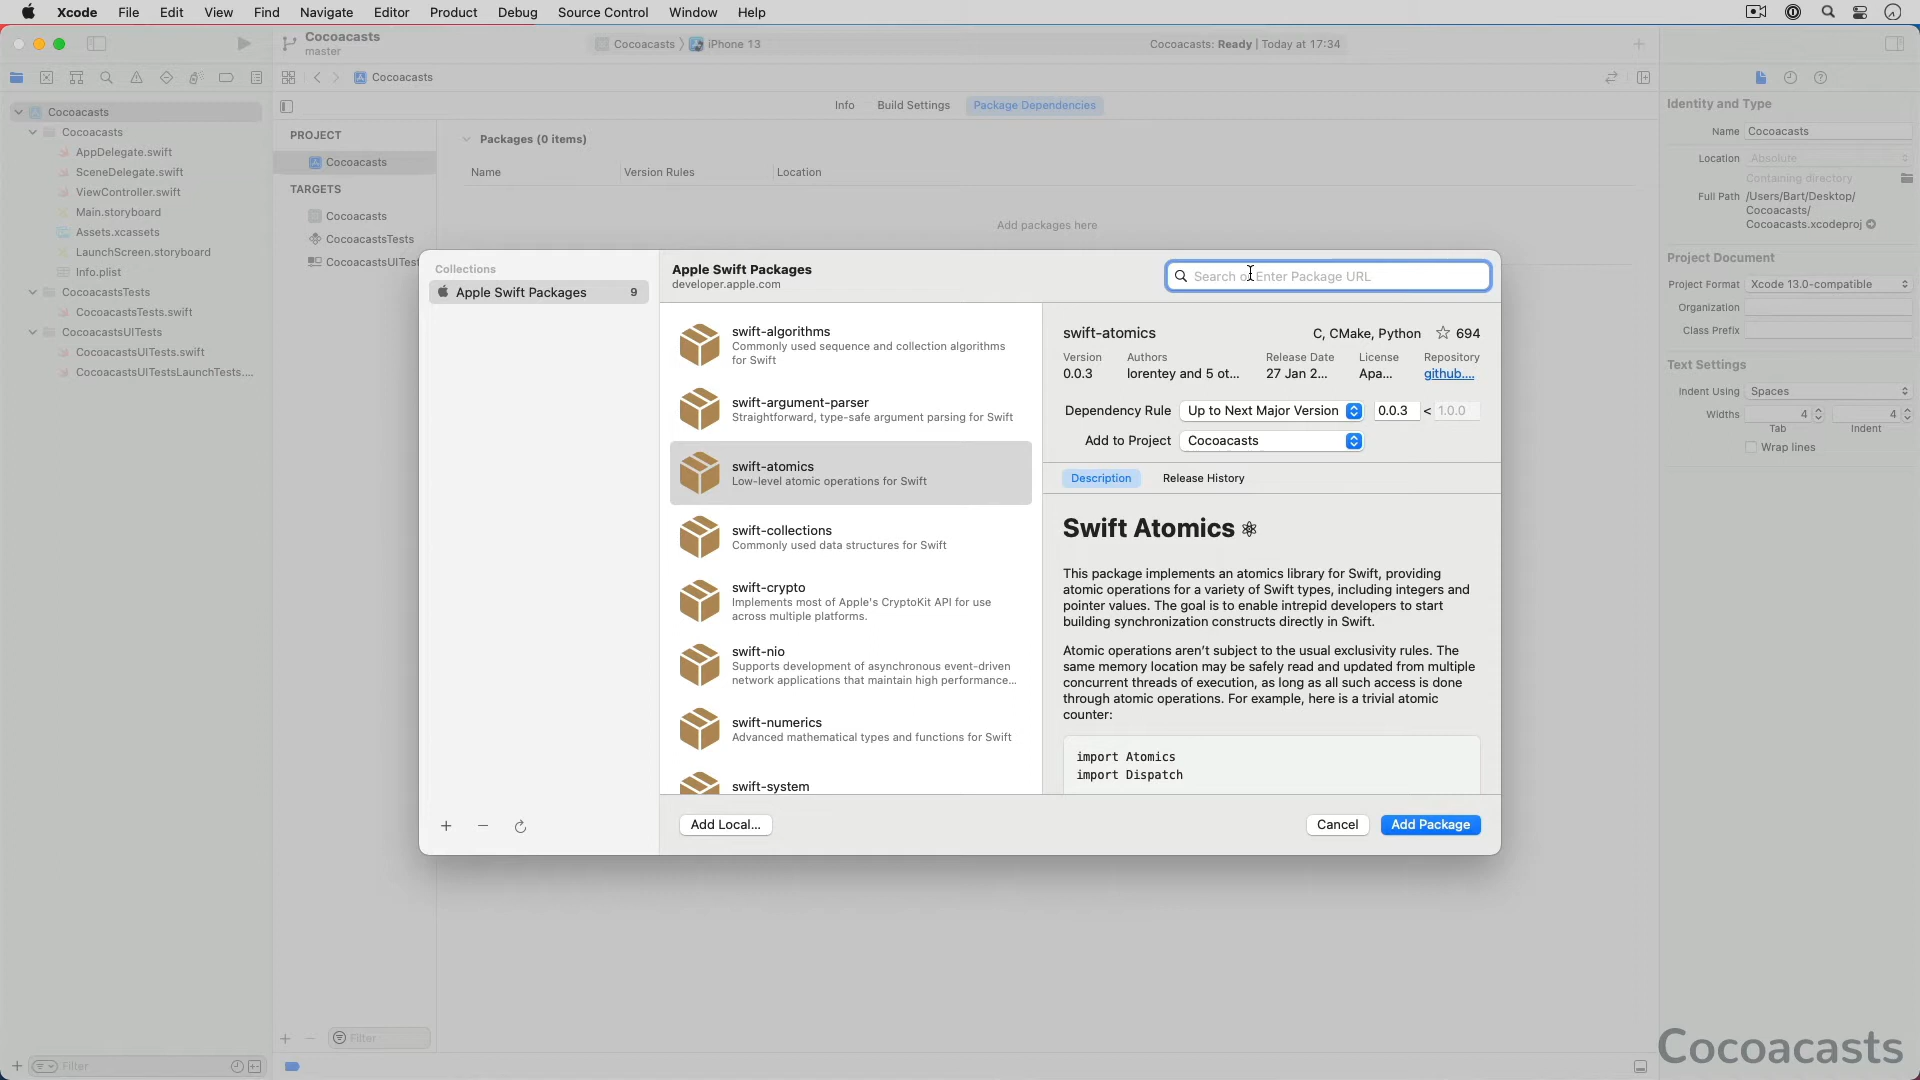 Xcode File Edit View Find Navigate Editor Product Debug Source Control Window Help
Cocoacasts
master
Cocoacasts
iPhone 13
Cocoacasts: Ready | Today at 17:34
Cocoacasts
Cocoacasts
Cocoacasts
AppDelegate.swift
SceneDelegate.swift
ViewController.swift
Main.storyboard
Assets.xcassets
LaunchScreen.storyboard
Info.plist
CocoacastsTests
CocoacastsTests.swift
CocoacastsUITests
CocoacastsUITests.swift
CocoacastsUITestsLaunchTests....
Filter
Info Build Settings Package Dependencies
PROJECT
Cocoacasts
TARGETS
Cocoacasts
CocoacastsTests
CocoacastsUITest
Filter
Packages (0 items)
Name Version Rules Location
Add packages here
Collections
Apple Swift Packages 9
Apple Swift Packages
developer.apple.com
Search or Enter Package URL
swift-algorithms
Commonly used sequence and collection algorithms
for Swift
swift-argument-parser
Straightforward, type-safe argument parsing for Swift
swift-atomics
Low-level atomic operations for Swift
swift-collections
Commonly used data structures for Swift
swift-crypto
Implements most of Apple's CryptoKit API for use
across multiple platforms.
swift-nio
Supports development of asynchronous event-driven
network applications that maintain high performance...
swift-numerics
Advanced mathematical types and functions for Swift
swift-system
swift-atomics C, CMake, Python 694
Version Authors Release Date License Repository
0.0.3 lorentey and 5 ot... 27 Jan 2... Apa... github....
Dependency Rule Up to Next Major Version 0.0.3 < 1.0.0
Add to Project Cocoacasts
Description Release History
Swift Atomics ⚛
This package implements an atomics library for Swift, providing
atomic operations for a variety of Swift types, including integers and
pointer values. The goal is to enable intrepid developers to start
building synchronization constructs directly in Swift.
Atomic operations aren't subject to the usual exclusivity rules. The
same memory location may be safely read and updated from multiple
concurrent threads of execution, as long as all such access is done
through atomic operations. For example, here is a trivial atomic
counter:
import Atomics
import Dispatch
Add Local... Cancel Add Package
Identity and Type
Name Cocoacasts
Location Absolute
Containing directory
Full Path /Users/Bart/Desktop/
Cocoacasts/
Cocoacasts.xcodeproj
Project Document
Project Format Xcode 13.0-compatible
Organization
Class Prefix
Text Settings
Indent Using Spaces
Widths 4 4
Tab Indent
Wrap lines
Cocoacasts